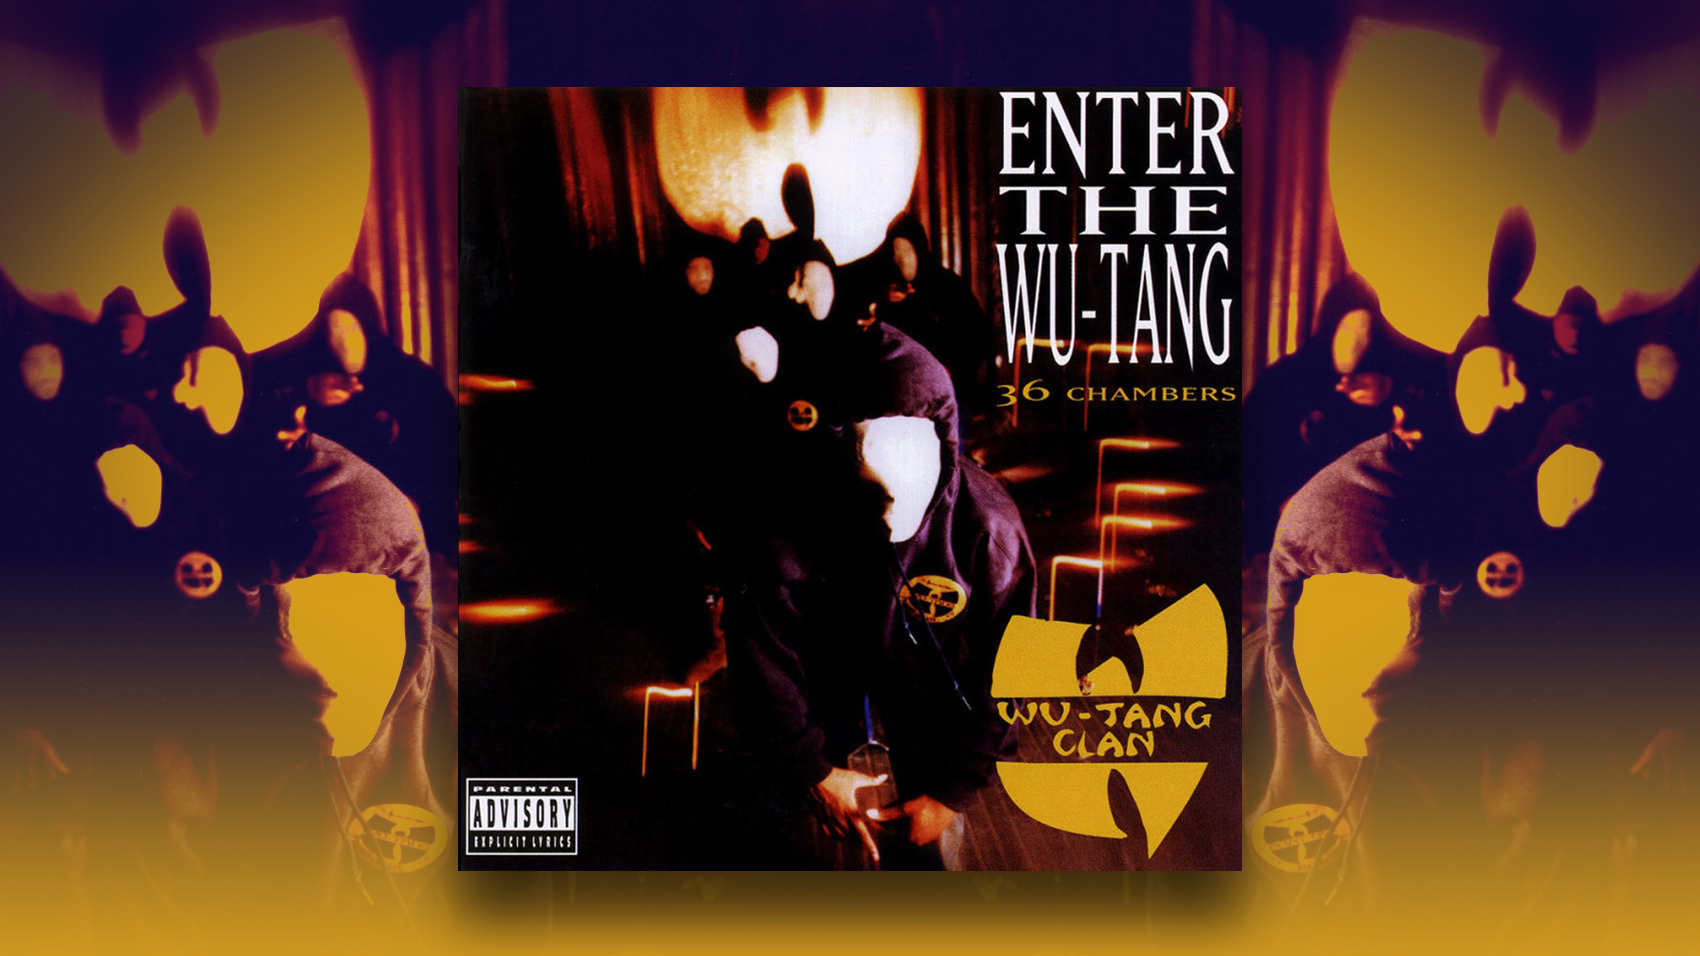 ENTER
THE
WU-TANG
36 CHAMBERS
WU-TANG
CLAN
PARENTAL
ADVISORY
EXPLICIT LYRICS